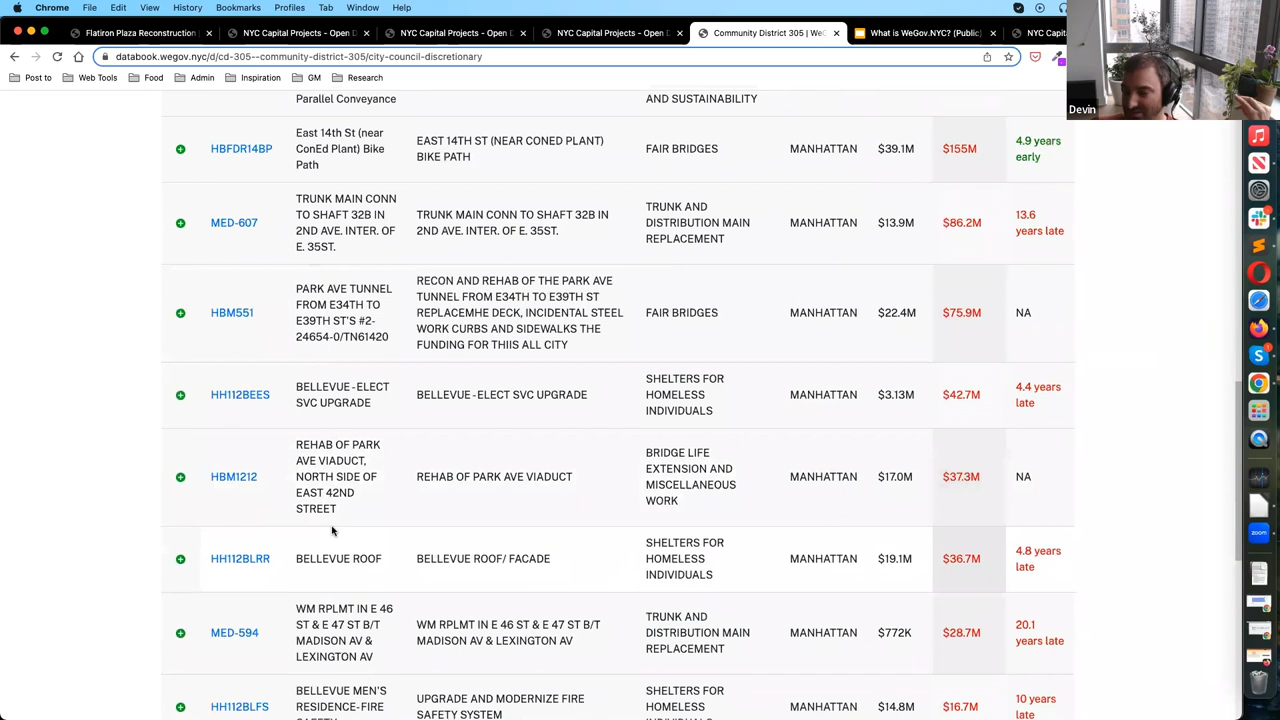 Chrome File Edit View History Bookmarks Profiles Tab Window Help
Flatiron Plaza Reconstruction
NYC Capital Projects - Open D
NYC Capital Projects - Open D
NYC Capital Projects - Open D
Community District 305 | We
What is WeGov.NYC? (Public)
NYC Capital
databook.wegov.nyc/d/cd-305--community-district-305/city-council-discretionary
Post to Web Tools Food Admin Inspiration GM Research
Devin
Parallel Conveyance
AND SUSTAINABILITY
HBFDR14BP
East 14th St (near
ConEd Plant) Bike
Path
EAST 14TH ST (NEAR CONED PLANT)
BIKE PATH
FAIR BRIDGES
MANHATTAN
$39.1M
$155M
4.9 years
early
MED-607
TRUNK MAIN CONN
TO SHAFT 32B IN
2ND AVE. INTER. OF
E. 35ST.
TRUNK MAIN CONN TO SHAFT 32B IN
2ND AVE. INTER. OF E. 35ST.
TRUNK AND
DISTRIBUTION MAIN
REPLACEMENT
MANHATTAN
$13.9M
$86.2M
13.6
years late
HBM551
PARK AVE TUNNEL
FROM E34TH TO
E39TH ST'S #2-
24654-0/TN61420
RECON AND REHAB OF THE PARK AVE
TUNNEL FROM E34TH TO E39TH ST
REPLACEMHE DECK, INCIDENTAL STEEL
WORK CURBS AND SIDEWALKS THE
FUNDING FOR THIIS ALL CITY
FAIR BRIDGES
MANHATTAN
$22.4M
$75.9M
NA
HH112BEES
BELLEVUE - ELECT
SVC UPGRADE
BELLEVUE - ELECT SVC UPGRADE
SHELTERS FOR
HOMELESS
INDIVIDUALS
MANHATTAN
$3.13M
$42.7M
4.4 years
late
HBM1212
REHAB OF PARK
AVE VIADUCT,
NORTH SIDE OF
EAST 42ND
STREET
REHAB OF PARK AVE VIADUCT
BRIDGE LIFE
EXTENSION AND
MISCELLANEOUS
WORK
MANHATTAN
$17.0M
$37.3M
NA
HH112BLRR
BELLEVUE ROOF
BELLEVUE ROOF/ FACADE
SHELTERS FOR
HOMELESS
INDIVIDUALS
MANHATTAN
$19.1M
$36.7M
4.8 years
late
MED-594
WM RPLMT IN E 46
ST & E 47 ST B/T
MADISON AV &
LEXINGTON AV
WM RPLMT IN E 46 ST & E 47 ST B/T
MADISON AV & LEXINGTON AV
TRUNK AND
DISTRIBUTION MAIN
REPLACEMENT
MANHATTAN
$772K
$28.7M
20.1
years late
HH112BLFS
BELLEVUE MEN'S
RESIDENCE- FIRE
UPGRADE AND MODERNIZE FIRE
SAFETY SYSTEM
SHELTERS FOR
HOMELESS
MANHATTAN
$14.8M
$16.7M
10 years
late
zoom